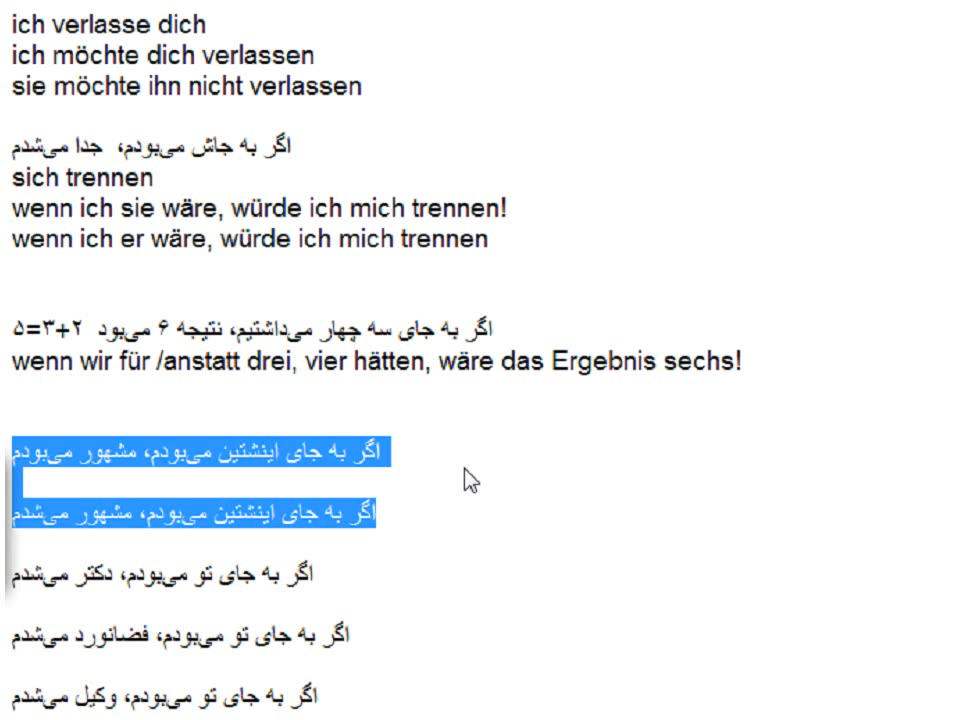 ich verlasse dich
ich möchte dich verlassen
sie möchte ihn nicht verlassen
اگر به جاش می‌بودم، جدا می‌شدم
sich trennen
wenn ich sie wäre, würde ich mich trennen!
wenn ich er wäre, würde ich mich trennen
اگر به جای سه چهار می‌داشتیم، نتیجه ۶ می‌بود ۲+۳=۵
wenn wir für /anstatt drei, vier hätten, wäre das Ergebnis sechs!
اگر به جای اینشتین می‌بودم، مشهور می‌بودم
اگر به جای اینشتین می‌بودم، مشهور می‌شدم
اگر به جای تو می‌بودم، دکتر می‌شدم
اگر به جای تو می‌بودم، فضانورد می‌شدم
اگر به جای تو می‌بودم، وکیل می‌شدم